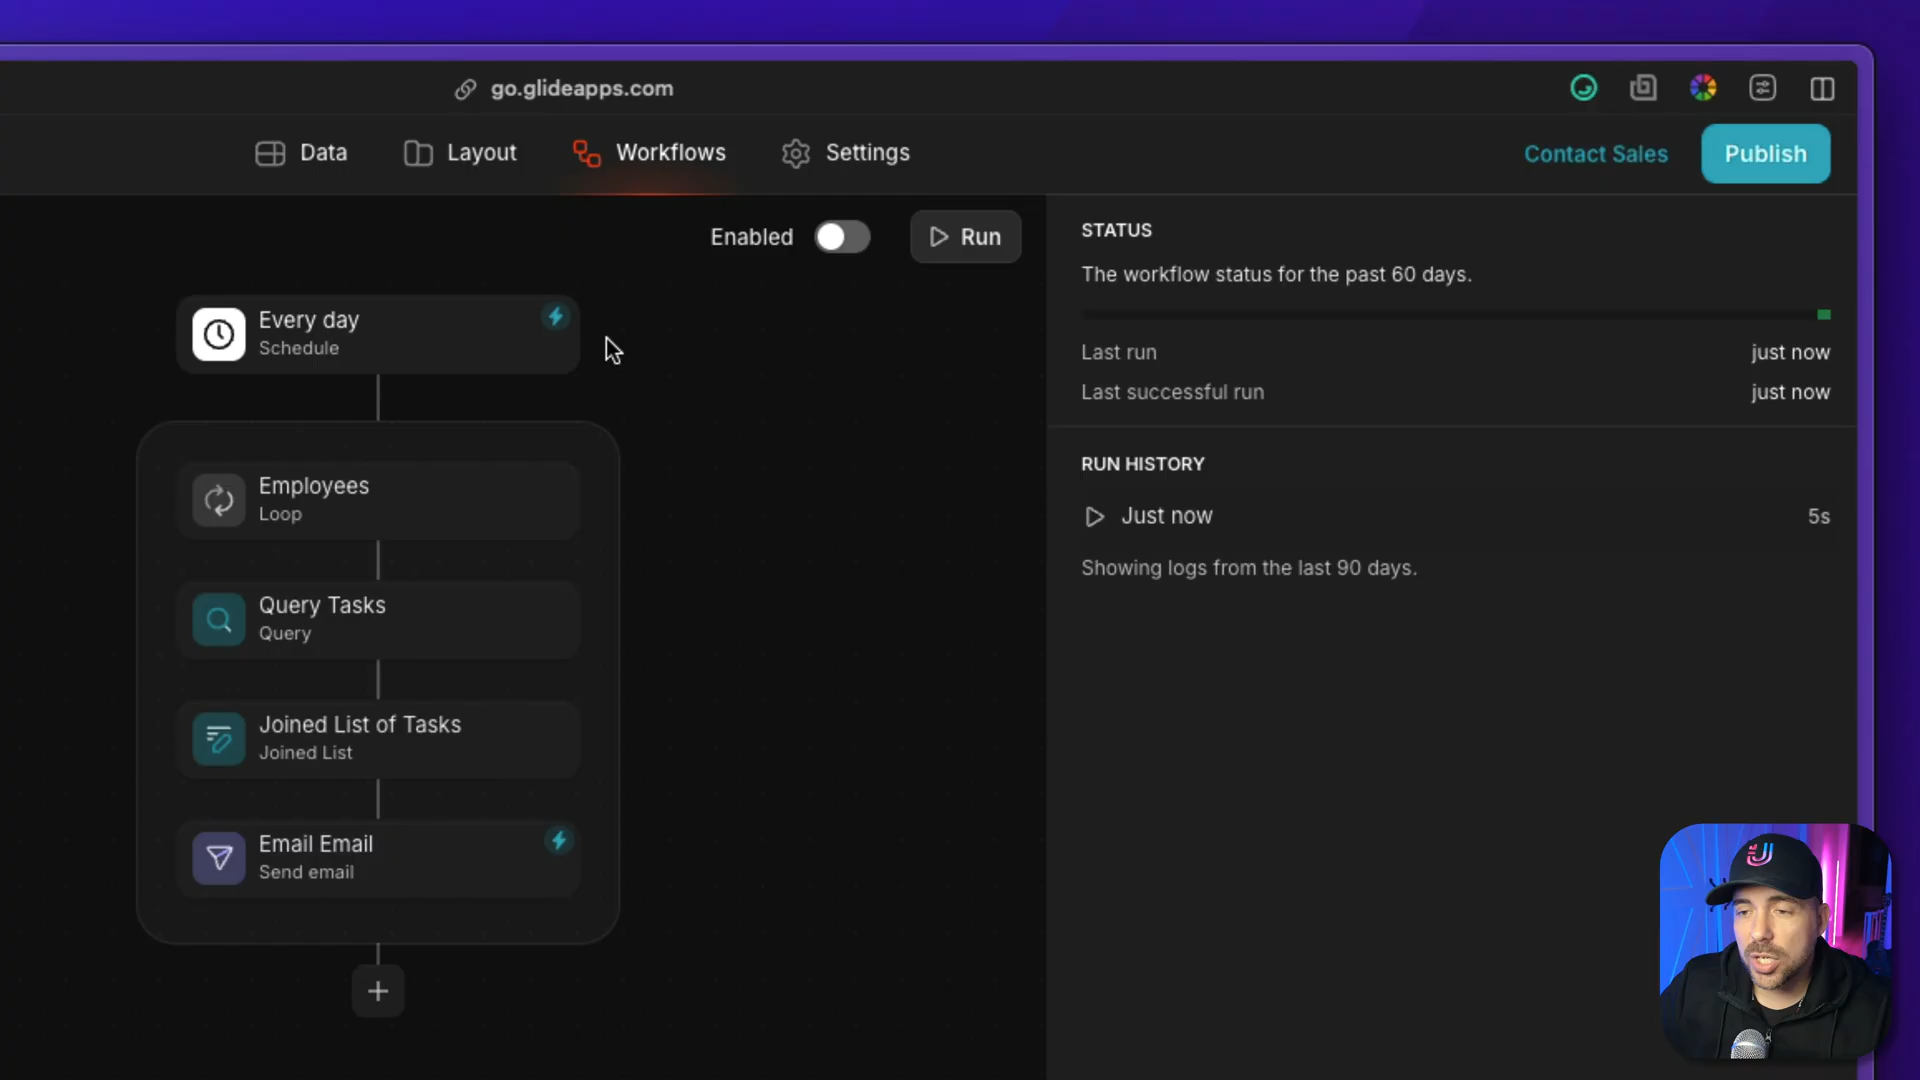 go.glideapps.com
Data
Layout
Workflows
Settings
Contact Sales
Publish
Enabled
Run
Every day
Schedule
Employees
Loop
Query Tasks
Query
Joined List of Tasks
Joined List
Email Email
Send email
STATUS
The workflow status for the past 60 days.
Last run
just now
Last successful run
just now
RUN HISTORY
Just now
5s
Showing logs from the last 90 days.